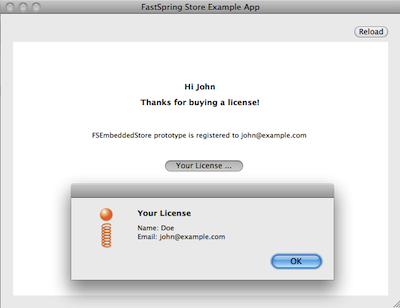 FastSpring Store Example App
Reload
Hi John
Thanks for buying a license!
FSEmbeddedStore prototype is registered to john@example.com
Your License ...
Your License
Name: Doe
Email: john@example.com
OK